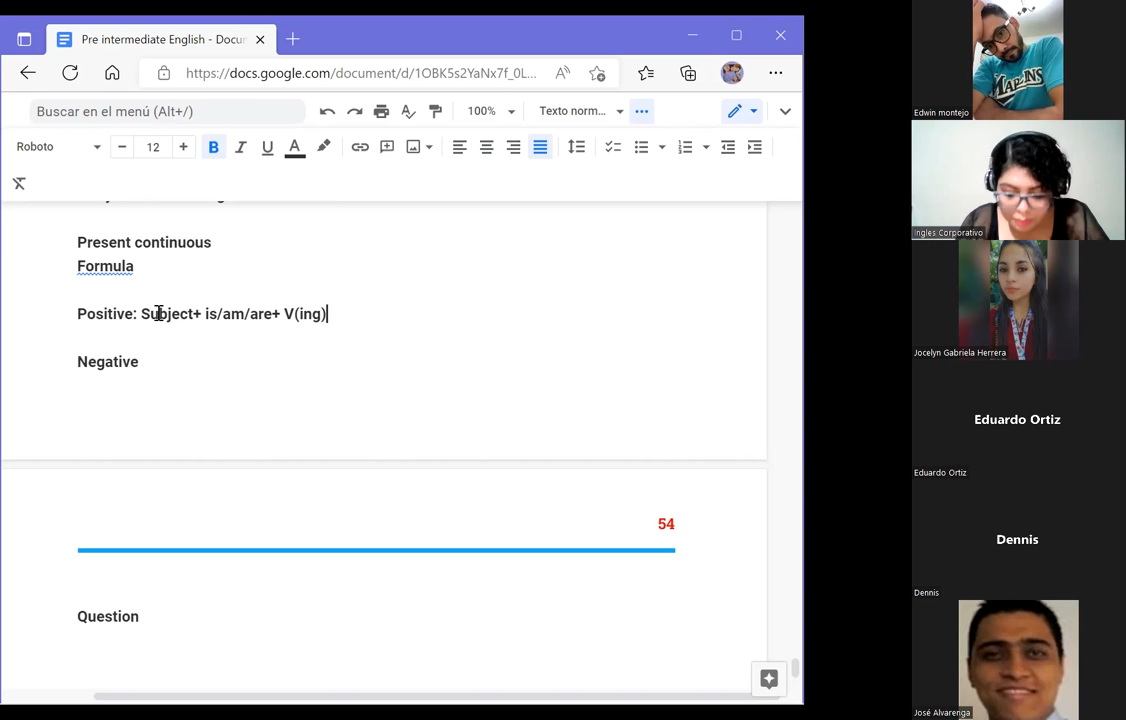 Pre intermediate English - Docur
https://docs.google.com/document/d/1OBK5s2YaNx7f_0L...
Buscar en el menú (Alt+/)
100%
Texto norm...
Roboto
12
Present continuous
Formula
Positive: Subject+ is/am/are+ V(ing)
Negative
54
Question
Edwin montejo
MARLINS
Ingles Corporativo
Jocelyn Gabriela Herrera
Eduardo Ortiz
Eduardo Ortiz
Dennis
Dennis
José Alvarenga